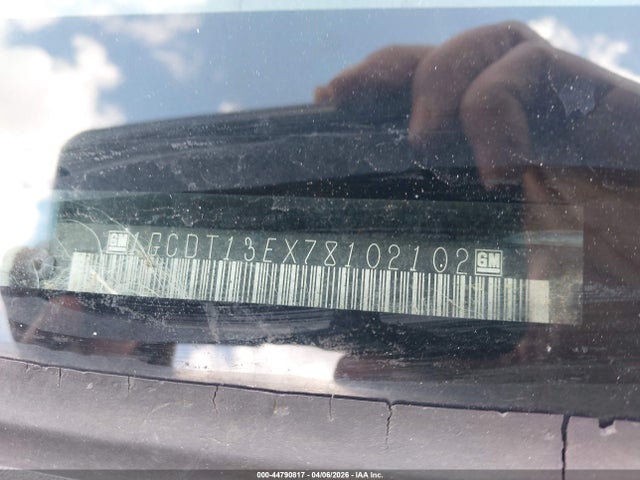 GM 1GCDT13EX78102102 GM
000-44790817 - 04/06/2026 - IAA Inc.